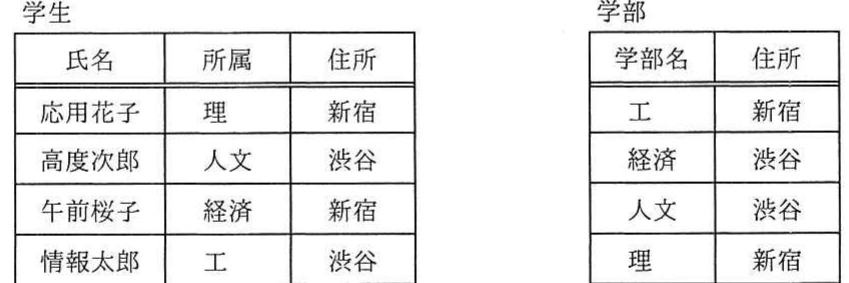 学生
氏名 所属 住所
応用花子 理 新宿
高度次郎 人文 渋谷
午前桜子 経済 新宿
情報太郎 工 渋谷
学部
学部名 住所
工 新宿
経済 渋谷
人文 渋谷
理 新宿